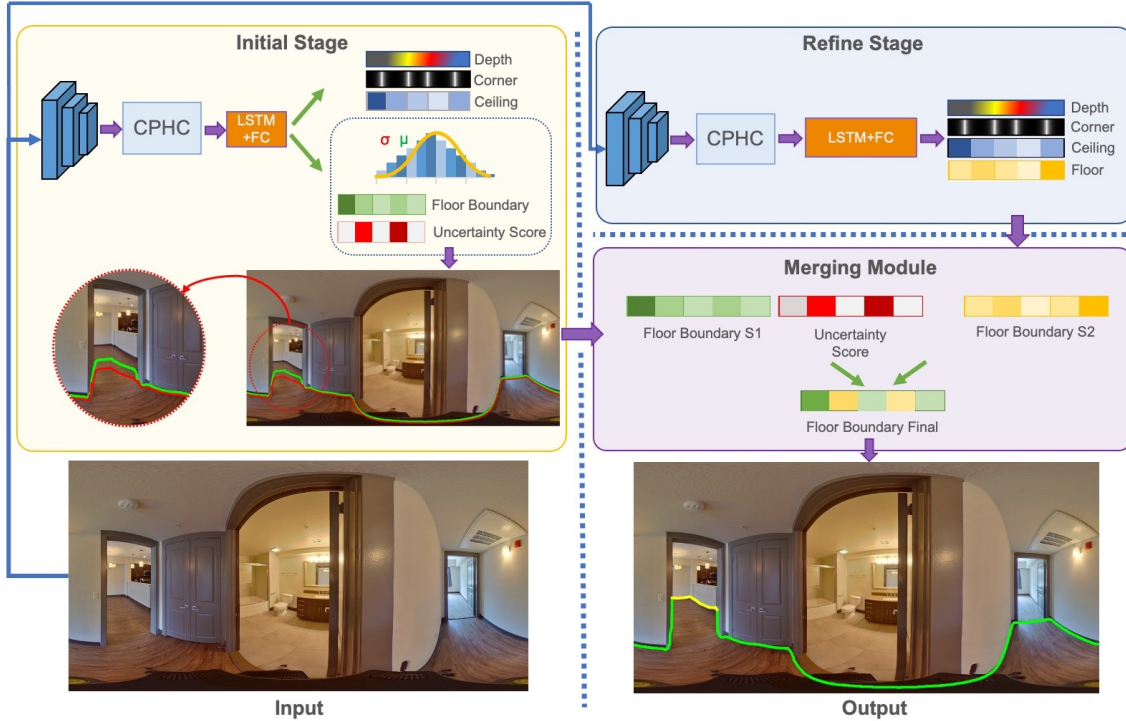 Initial Stage
Depth
Corner
Ceiling
CPHC
LSTM
+FC
σ μ
Floor Boundary
Uncertainty Score
Refine Stage
CPHC
LSTM+FC
Depth
Corner
Ceiling
Floor
Merging Module
Floor Boundary S1
Uncertainty
Score
Floor Boundary S2
Floor Boundary Final
Input
Output